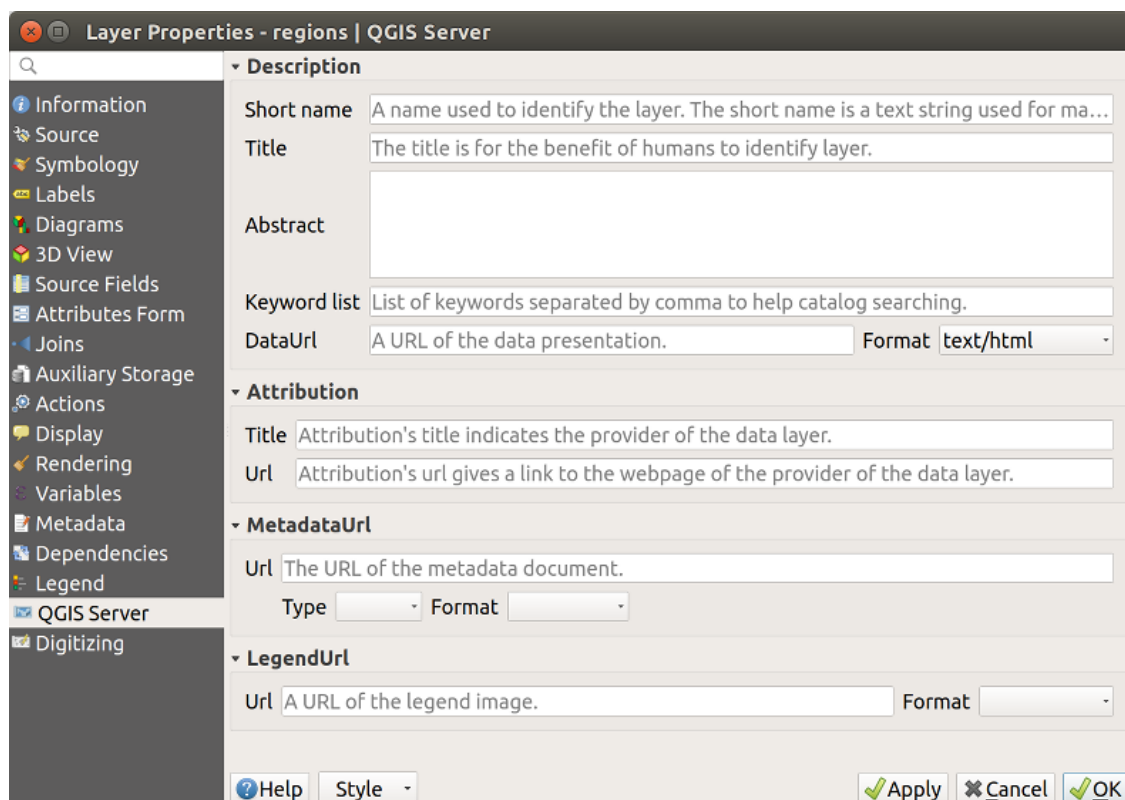 Layer Properties - regions | QGIS Server
Information
Source
Symbology
Labels
Diagrams
3D View
Source Fields
Attributes Form
Joins
Auxiliary Storage
Actions
Display
Rendering
Variables
Metadata
Dependencies
Legend
QGIS Server
Digitizing
Description
Short name A name used to identify the layer. The short name is a text string used for ma...
Title The title is for the benefit of humans to identify layer.
Abstract
Keyword list List of keywords separated by comma to help catalog searching.
DataUrl A URL of the data presentation. Format text/html
Attribution
Title Attribution's title indicates the provider of the data layer.
Url Attribution's url gives a link to the webpage of the provider of the data layer.
MetadataUrl
Url The URL of the metadata document.
Type Format
LegendUrl
Url A URL of the legend image. Format
Help Style Apply Cancel OK